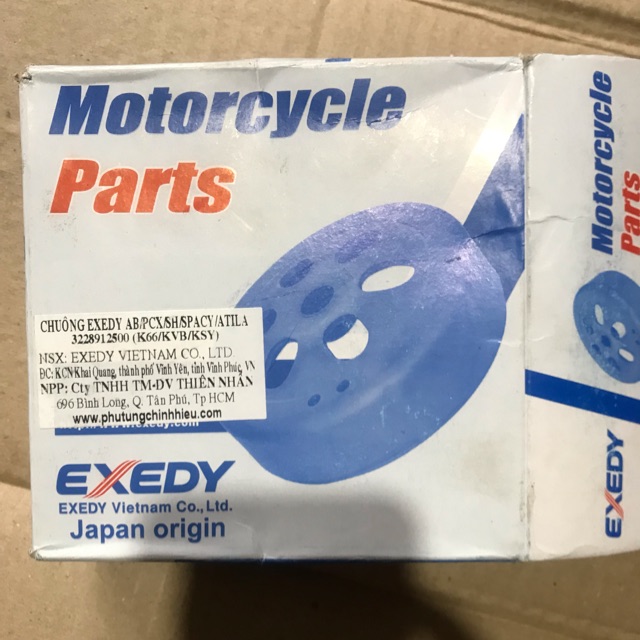 Motorcycle
Parts
CHUÔNG EXEDY AB/PCX/SH/SPACY/ATILA
3228912500 (K66/KVB/KSY)
NSX: EXEDY VIETNAM CO., LTD
ĐC: KCN Khai Quang, thành phố Vĩnh Yên, tỉnh Vĩnh Phúc, VN
NPP: Cty TNHH TM-DV THIÊN NHÂN
696 Bình Long, Q. Tân Phú, Tp HCM
www.phutungchinhhieu.com
EXEDY
EXEDY Vietnam Co., Ltd.
Japan origin
Motorcycle
Parts
EXEDY